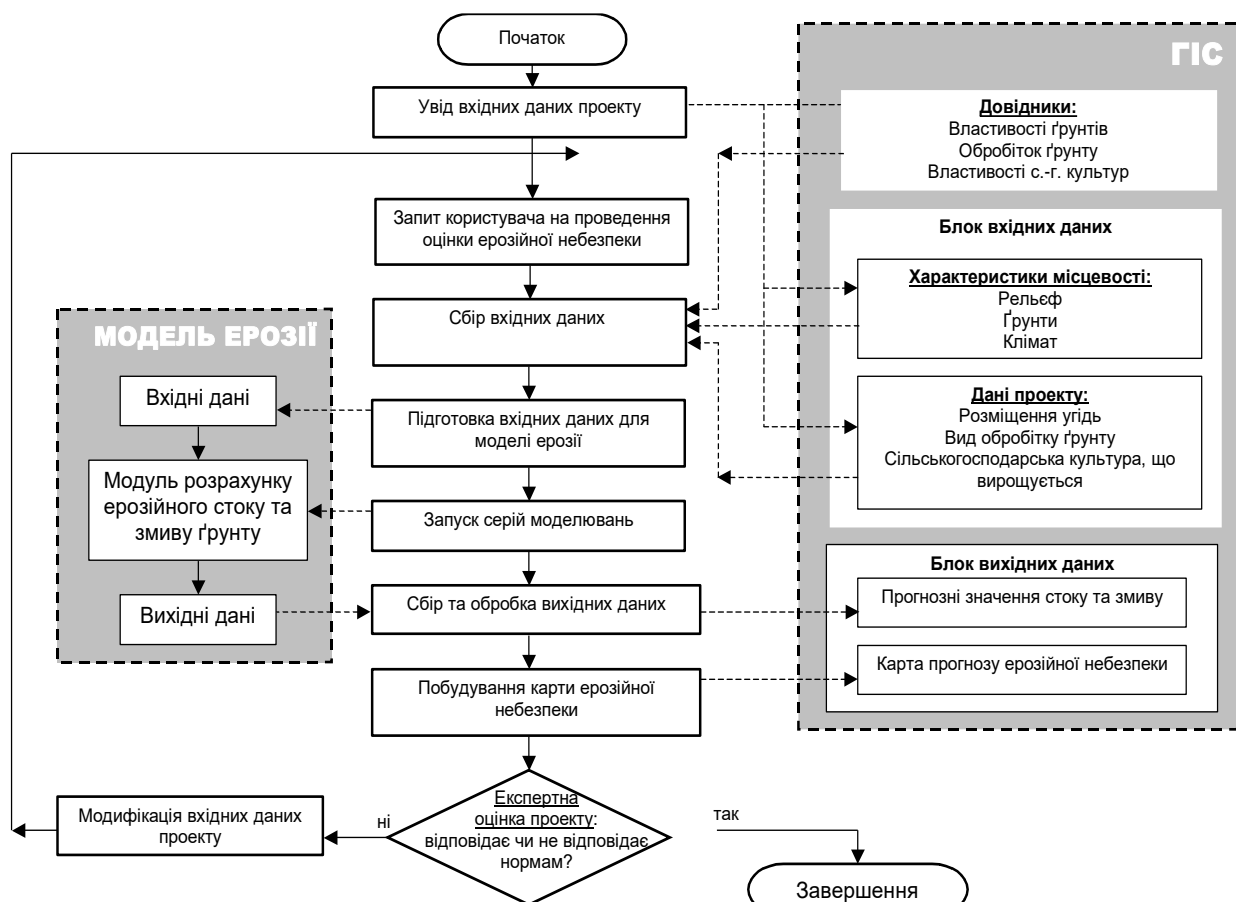 Початок
Увід вхідних даних проекту
Запит користувача на проведення
оцінки ерозійної небезпеки
Сбір вхідних даних
Підготовка вхідних даних для
моделі ерозії
Запуск серій моделювань
Сбір та обробка вихідних даних
Побудування карти ерозійної
небезпеки
Експертна
оцінка проекту:
відповідає чи не відповідає
нормам?
ні
Модифікація вхідних даних
проекту
так
Завершення
МОДЕЛЬ ЕРОЗІЇ
Вхідні дані
Модуль розрахунку
ерозійного стоку та
змиву ґрунту
Вихідні дані
ГІС
Довідники:
Властивості ґрунтів
Обробіток ґрунту
Властивості с.-г. культур
Блок вхідних даних
Характеристики місцевості:
Рельєф
Ґрунти
Клімат
Дані проекту:
Розміщення угідь
Вид обробітку ґрунту
Сільськогосподарська культура, що
вирощується
Блок вихідних даних
Прогнозні значення стоку та змиву
Карта прогнозу ерозійної небезпеки